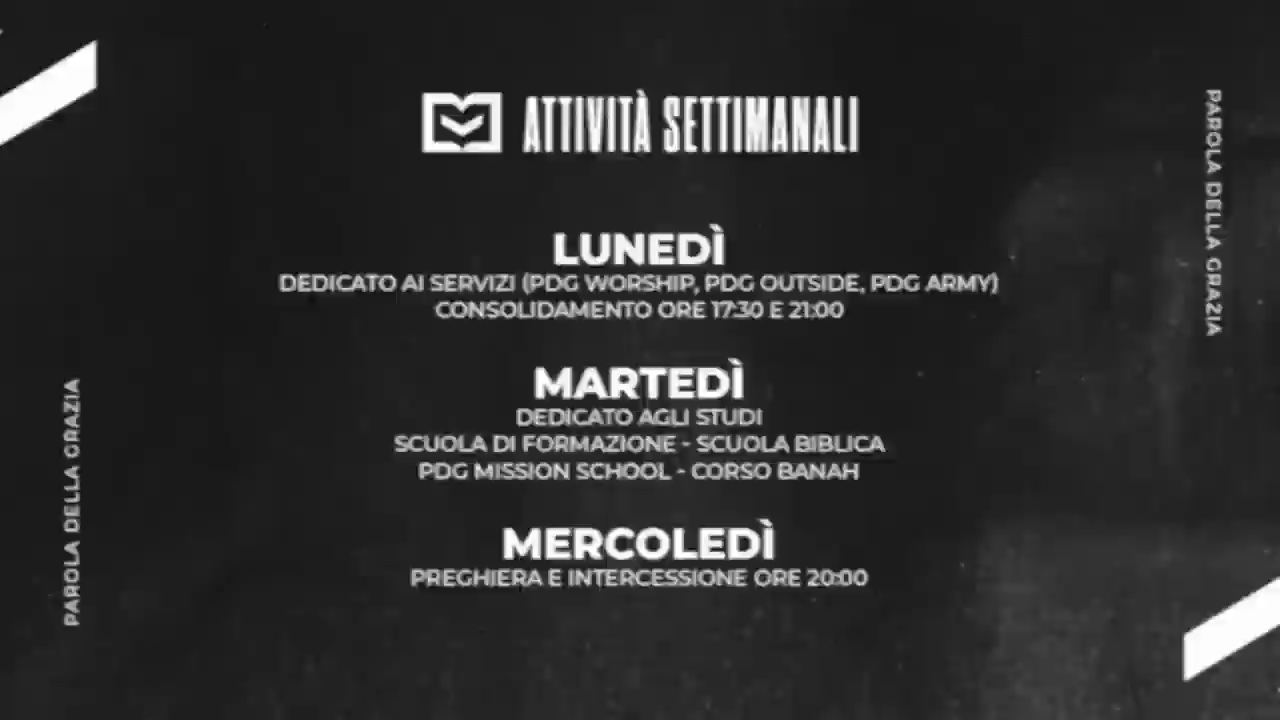 ATTIVITÀ SETTIMANALI
LUNEDÌ
DEDICATO AI SERVIZI (PDG WORSHIP, PDG OUTSIDE, PDG ARMY)
CONSOLIDAMENTO ORE 17:30 E 21:00
MARTEDÌ
DEDICATO AGLI STUDI
SCUOLA DI FORMAZIONE - SCUOLA BIBLICA
PDG MISSION SCHOOL - CORSO BANAH
MERCOLEDÌ
PREGHIERA E INTERCESSIONE ORE 20:00
PAROLA DELLA GRAZIA
PAROLA DELLA GRAZIA